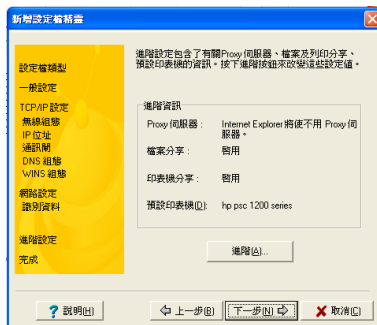 新增設定檔精靈
設定檔類型
一般設定
TCP/IP 設定
無線組態
IP 位址
通訊閘
DNS 組態
WINS 組態
網路設定
識別資料
進階設定
完成
進階設定包含了有關Proxy 伺服器、檔案及列印分享、
預設印表機的資訊。按下進階按鈕來改變這些設定值。
進階資訊
Proxy 伺服器： Internet Explorer 將使不用 Proxy 伺
服器。
檔案分享： 啓用
印表機分享： 啓用
預設印表機(D): hp psc 1200 series
進階(A)...
說明(H)
上一步(B)
下一步(N)
取消(C)